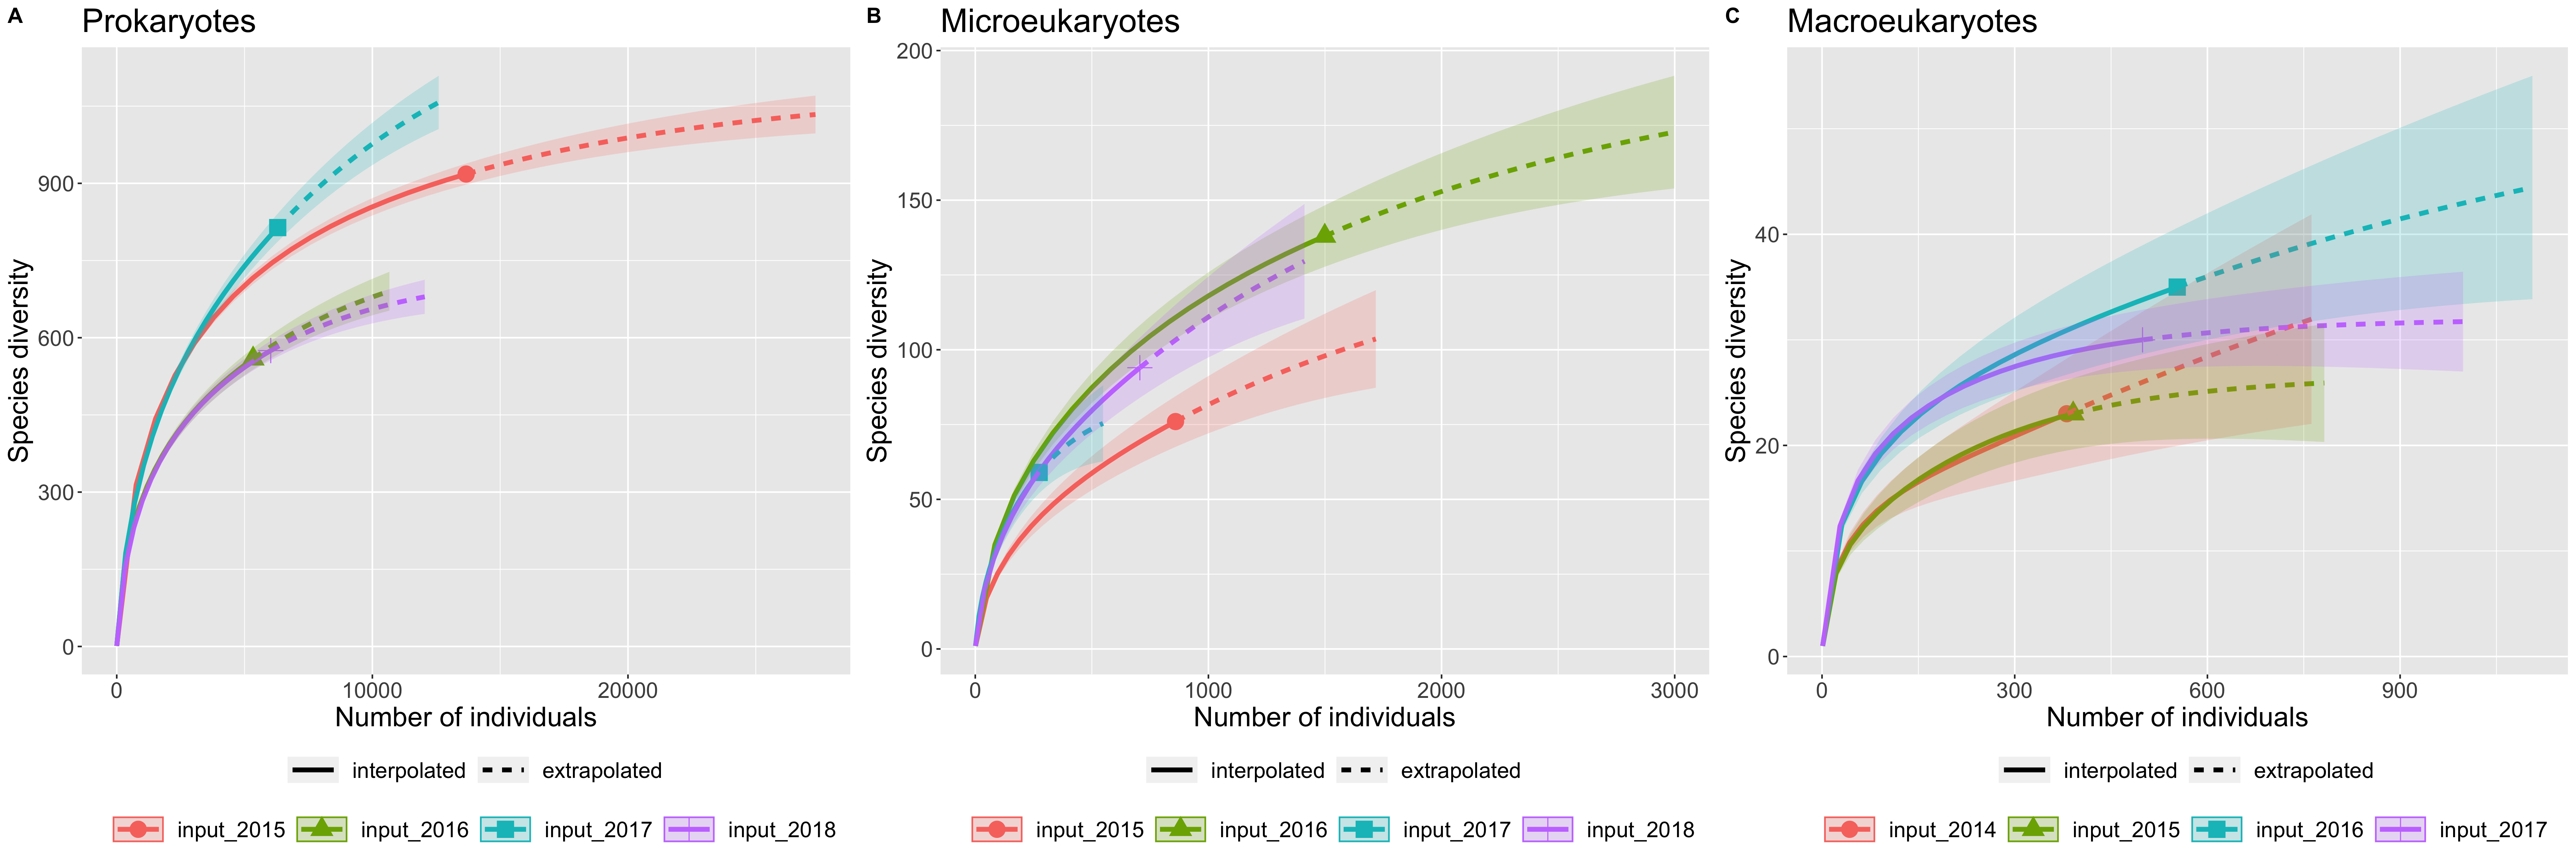 A Prokaryotes
Species diversity
900
600
300
0
0 10000 20000
Number of individuals
interpolated extrapolated
input_2015 input_2016 input_2017 input_2018
B Microeukaryotes
Species diversity
200
150
100
50
0
0 1000 2000 3000
Number of individuals
interpolated extrapolated
input_2015 input_2016 input_2017 input_2018
C Macroeukaryotes
Species diversity
40
20
0
0 300 600 900
Number of individuals
interpolated extrapolated
input_2014 input_2015 input_2016 input_2017